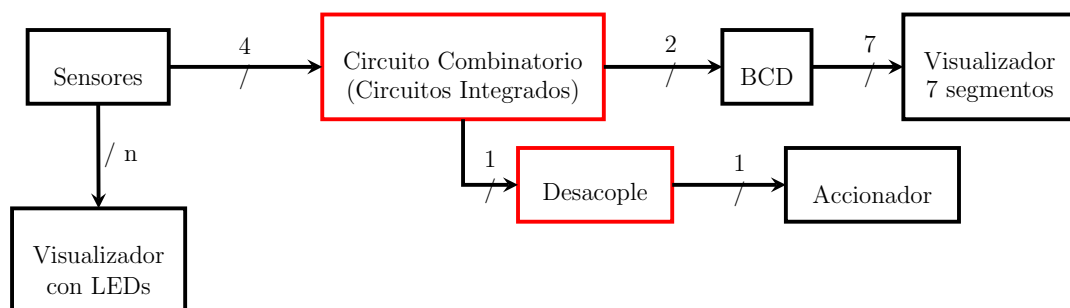 Sensores
4
Circuito Combinatorio
(Circuitos Integrados)
2
BCD
7
Visualizador
7 segmentos
/ n
1
Desacople
1
Accionador
Visualizador
con LEDs